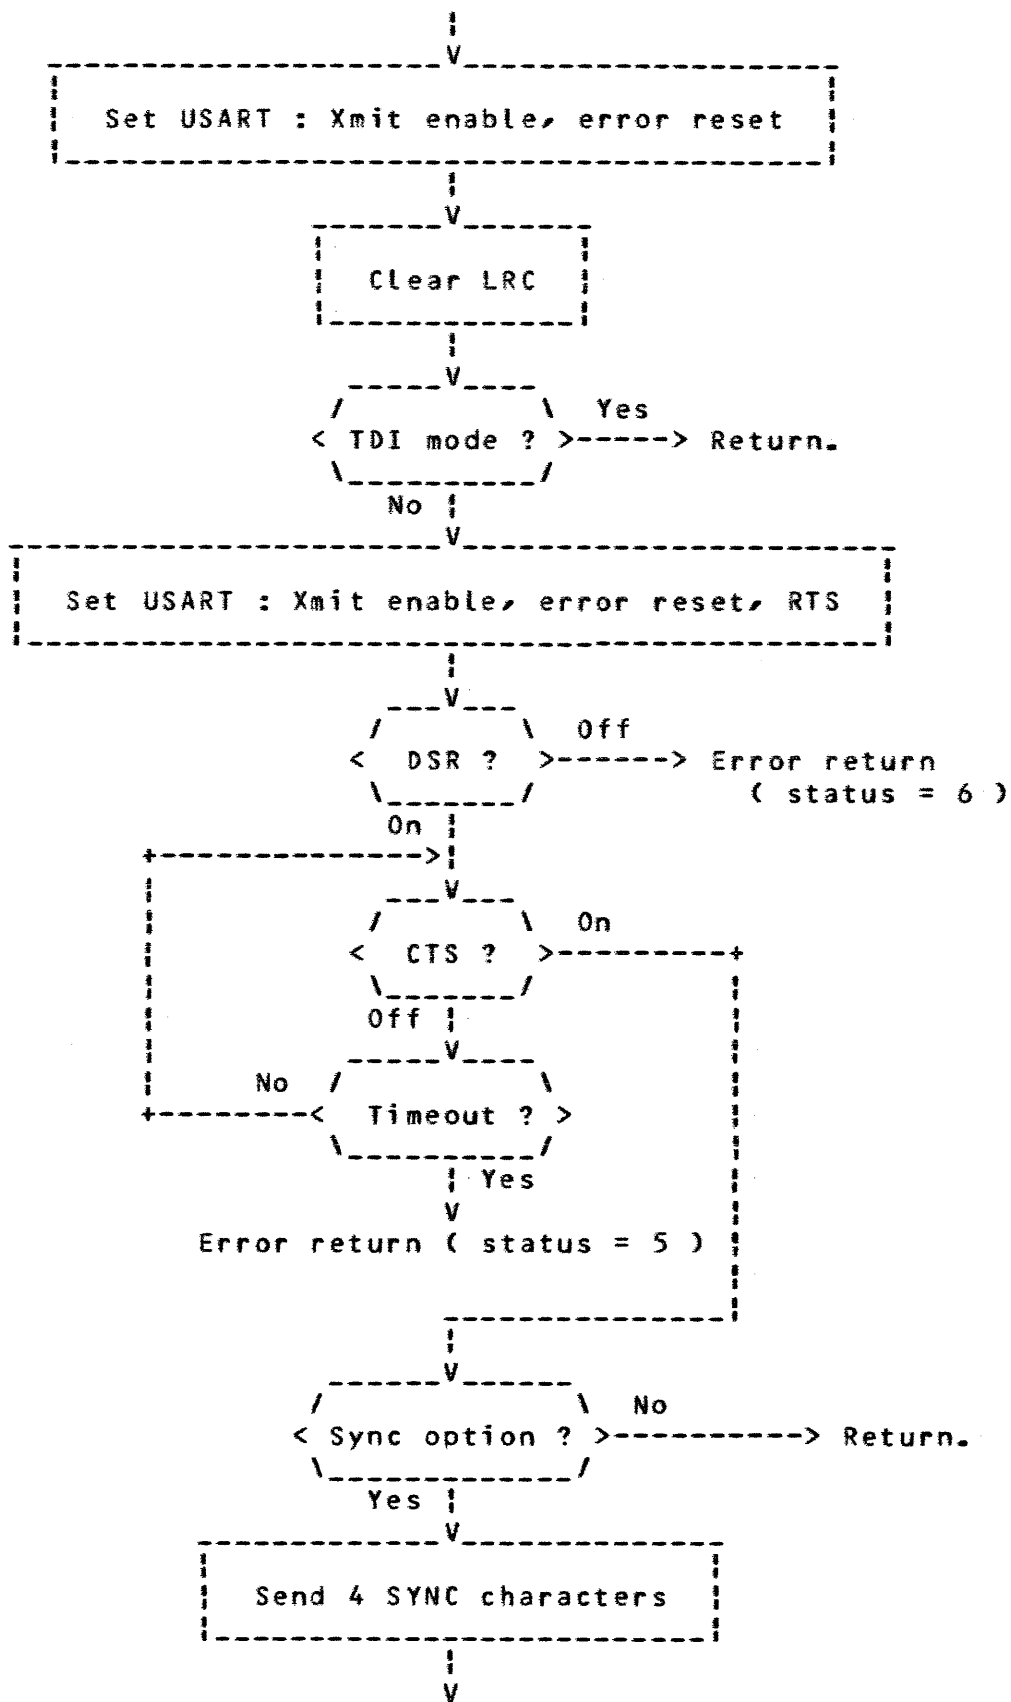 Set USART : Xmit enable, error reset
Clear LRC
Yes
TDI mode ?
Return.
No
Set USART : Xmit enable, error reset, RTS
Off
DSR ?
Error return
( status = 6 )
On
On
CTS ?
Off
No
Timeout ?
Yes
Error return ( status = 5 )
No
Sync option ?
Return.
Yes
Send 4 SYNC characters